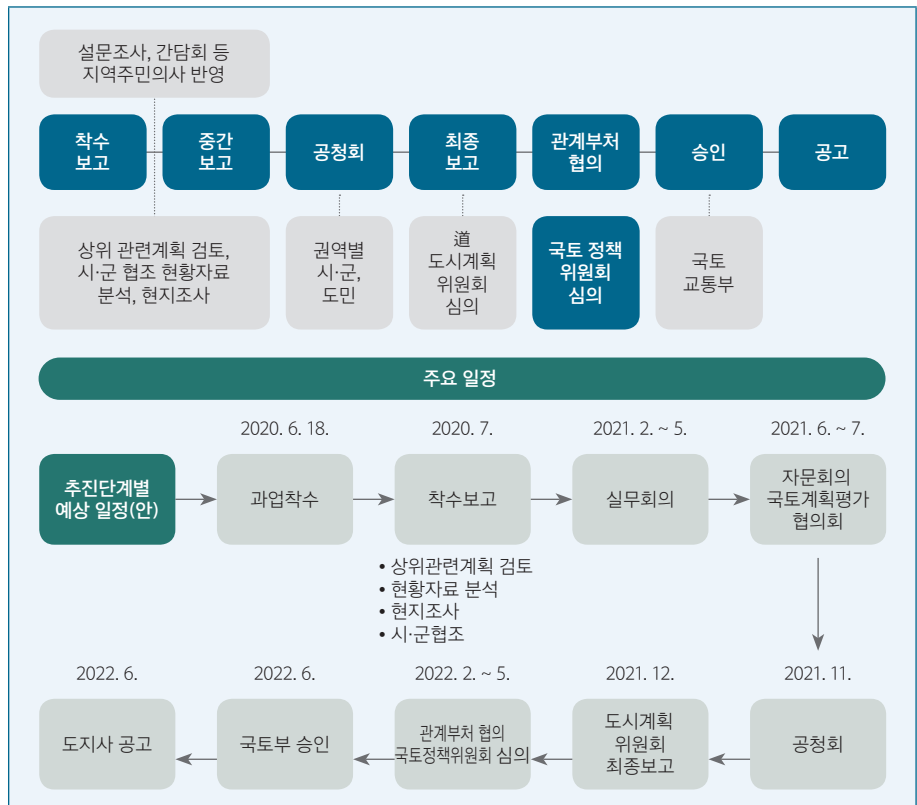 설문조사, 간담회 등
지역주민의사 반영
착수
보고
중간
보고
공청회
최종
보고
관계부처
협의
승인
공고
상위 관련계획 검토,
시·군 협조 현황자료
분석, 현지조사
권역별
시·군,
도민
道
도시계획
위원회
심의
국토 정책
위원회
심의
국토
교통부
주요 일정
추진단계별
예상 일정(안)
2020. 6. 18.
과업착수
2020. 7.
착수보고
• 상위관련계획 검토
• 현황자료 분석
• 현지조사
• 시·군협조
2021. 2. ~ 5.
실무회의
2021. 6. ~ 7.
자문회의
국토계획평가
협의회
2021. 11.
공청회
2021. 12.
도시계획
위원회
최종보고
2022. 2. ~ 5.
관계부처 협의
국토정책위원회 심의
2022. 6.
국토부 승인
2022. 6.
도지사 공고